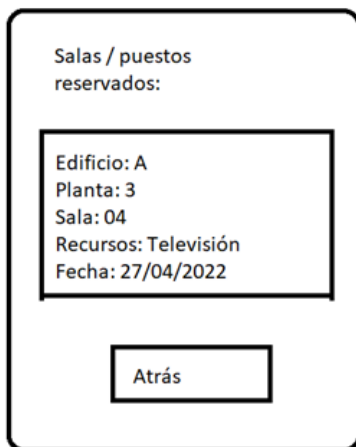 Salas / puestos
reservados:
Edificio: A
Planta: 3
Sala: 04
Recursos: Televisión
Fecha: 27/04/2022
Atrás